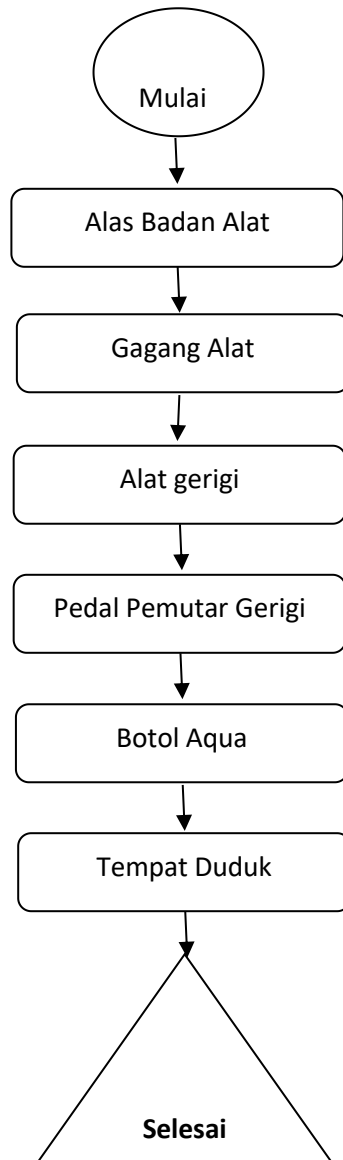 Mulai
Alas Badan Alat
Gagang Alat
Alat gerigi
Pedal Pemutar Gerigi
Botol Aqua
Tempat Duduk
Selesai